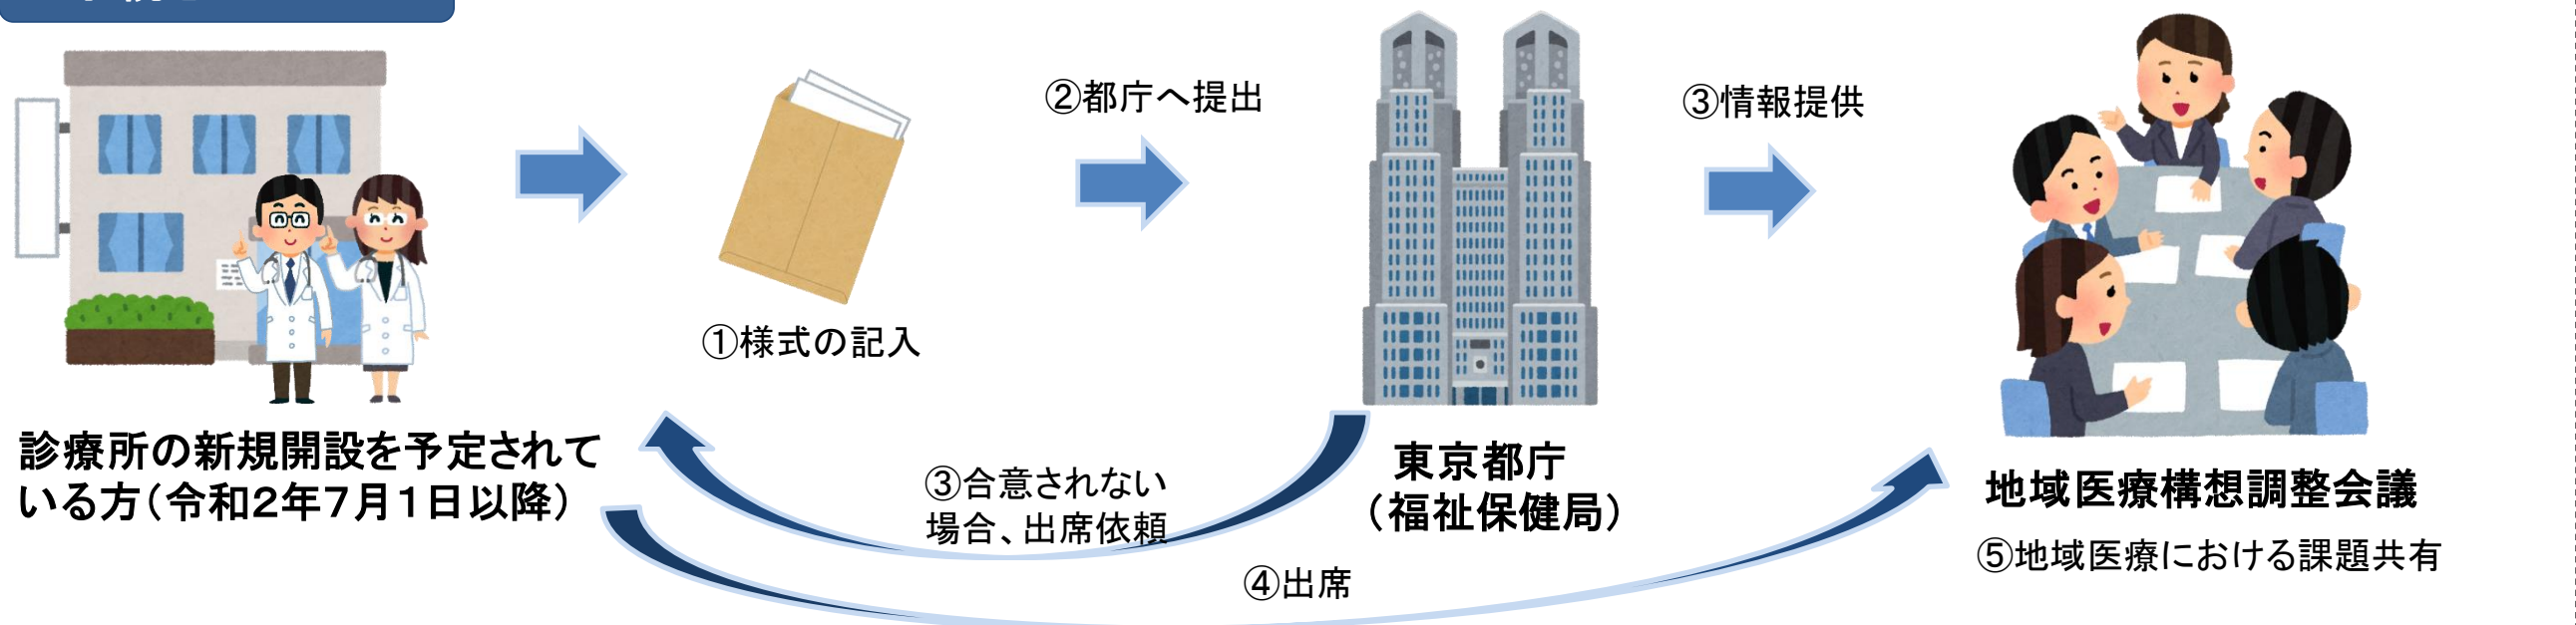 ②都庁へ提出
③情報提供
①様式の記入
診療所の新規開設を予定されて
いる方（令和2年7月1日以降）
③合意されない
場合、出席依頼
東京都庁
（福祉保健局）
地域医療構想調整会議
④出席
⑤地域医療における課題共有